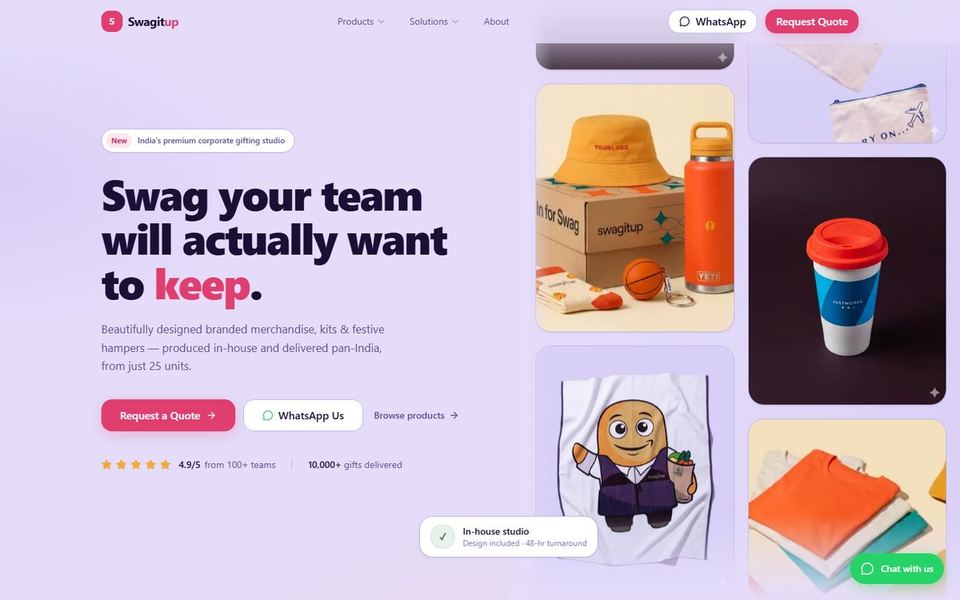 S Swagitup
Products
Solutions
About
WhatsApp
Request Quote
New India's premium corporate gifting studio
Swag your team
will actually want
to keep.
Beautifully designed branded merchandise, kits & festive
hampers — produced in-house and delivered pan-India,
from just 25 units.
Request a Quote →
WhatsApp Us
Browse products →
4.9/5 from 100+ teams
10,000+ gifts delivered
YOURLOGO
In for Swag
swagitup
YETI
BY ON...
JUSTWORKS
✓ In-house studio
Design included · 48-hr turnaround
Chat with us